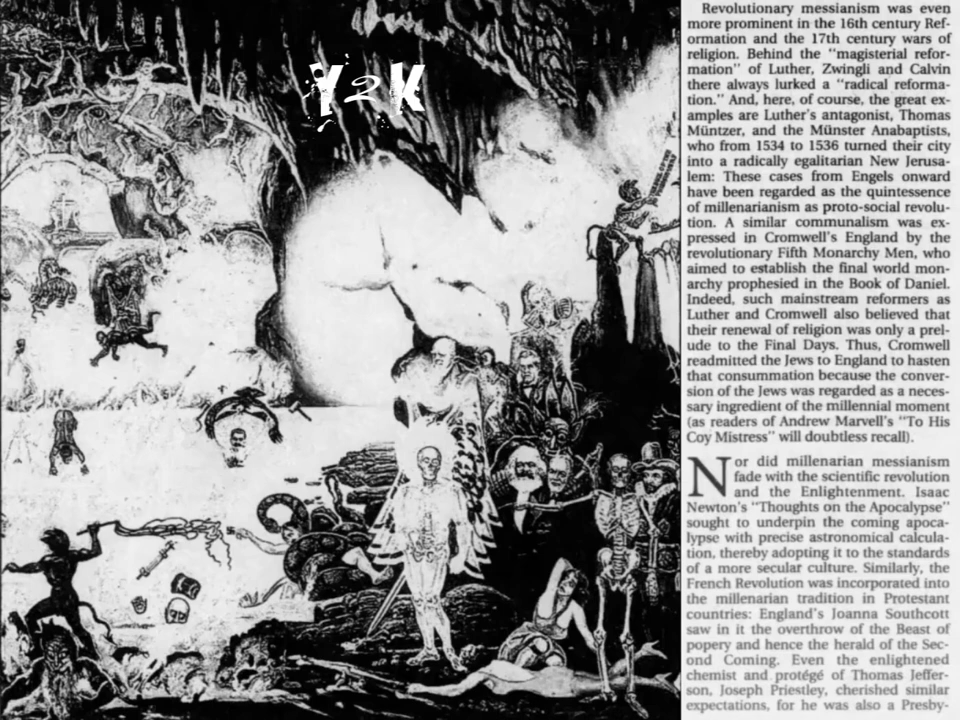 Y2K
Revolutionary messianism was even
more prominent in the 16th century Ref-
ormation and the 17th century wars of
religion. Behind the “magisterial refor-
mation” of Luther, Zwingli and Calvin
there always lurked a “radical reforma-
tion.” And, here, of course, the great ex-
amples are Luther's antagonist, Thomas
Müntzer, and the Münster Anabaptists,
who from 1534 to 1536 turned their city
into a radically egalitarian New Jerusa-
lem: These cases from Engels onward
have been regarded as the quintessence
of millenarianism as proto-social revolu-
tion. A similar communalism was ex-
pressed in Cromwell's England by the
revolutionary Fifth Monarchy Men, who
aimed to establish the final world mon-
archy prophesied in the Book of Daniel.
Indeed, such mainstream reformers as
Luther and Cromwell also believed that
their renewal of religion was only a prel-
ude to the Final Days. Thus, Cromwell
readmitted the Jews to England to hasten
that consummation because the conver-
sion of the Jews was regarded as a neces-
sary ingredient of the millennial moment
(as readers of Andrew Marvell's “To His
Coy Mistress” will doubtless recall).
Nor did millenarian messianism
fade with the scientific revolution
and the Enlightenment. Isaac
Newton's “Thoughts on the Apocalypse”
sought to underpin the coming apoca-
lypse with precise astronomical calcula-
tion, thereby adopting it to the standards
of a more secular culture. Similarly, the
French Revolution was incorporated into
the millenarian tradition in Protestant
countries: England's Joanna Southcott
saw in it the overthrow of the Beast of
popery and hence the herald of the Sec-
ond Coming. Even the enlightened
chemist and protégé of Thomas Jeffer-
son, Joseph Priestley, cherished similar
expectations, for he was also a Presby-